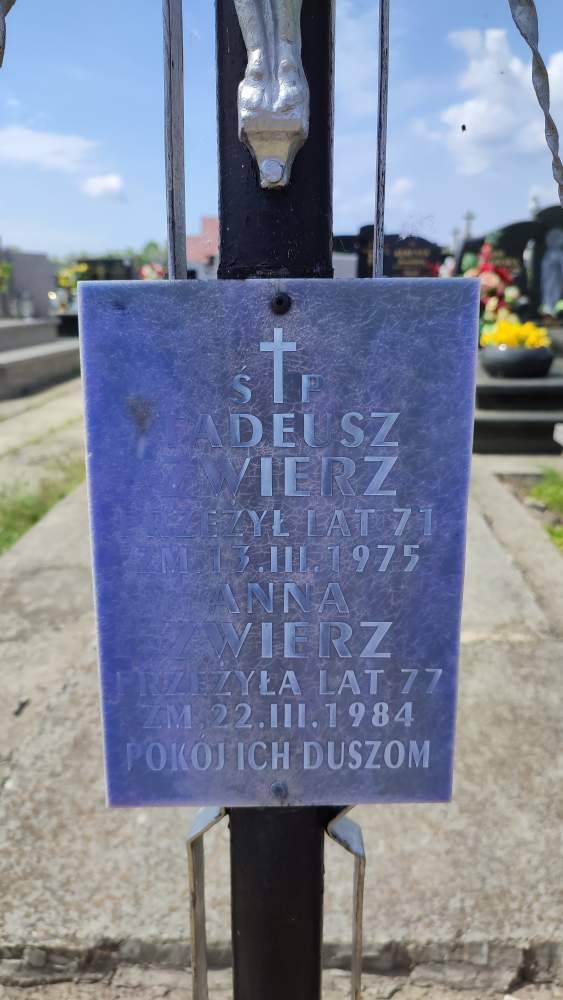 Ś P
TADEUSZ
ZWIERZ
PRZEŻYŁ LAT 71
ZM. 13.III.1975
ANNA
ZWIERZ
PRZEŻYŁA LAT 77
ZM. 22.III.1984
POKÓJ ICH DUSZOM